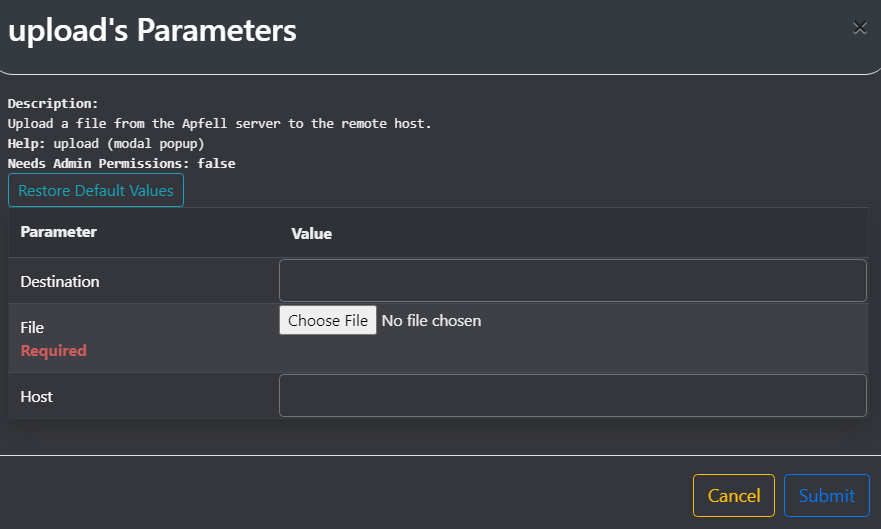 upload's Parameters
×
Description:
Upload a file from the Apfell server to the remote host.
Help: upload (modal popup)
Needs Admin Permissions: false
Restore Default Values
Parameter Value
Destination
File Choose File No file chosen
Required
Host
Cancel Submit